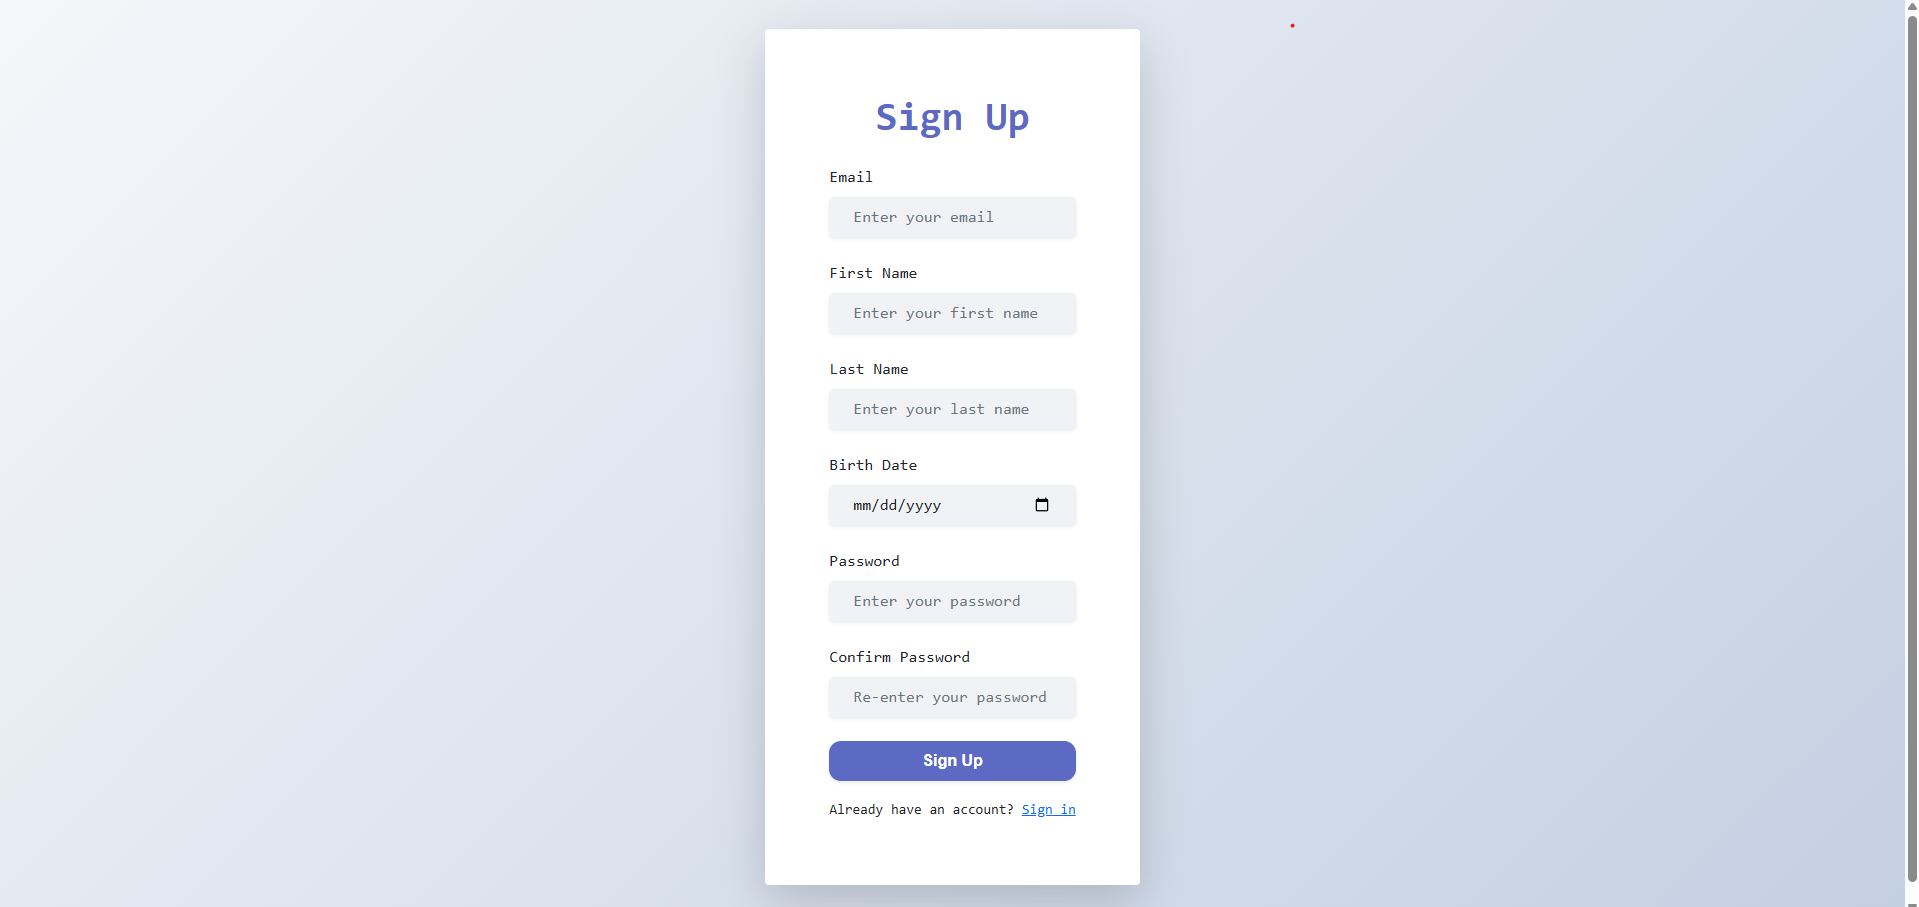 Sign Up
Email
Enter your email
First Name
Enter your first name
Last Name
Enter your last name
Birth Date
mm/dd/yyyy
Password
Enter your password
Confirm Password
Re-enter your password
Sign Up
Already have an account? Sign in